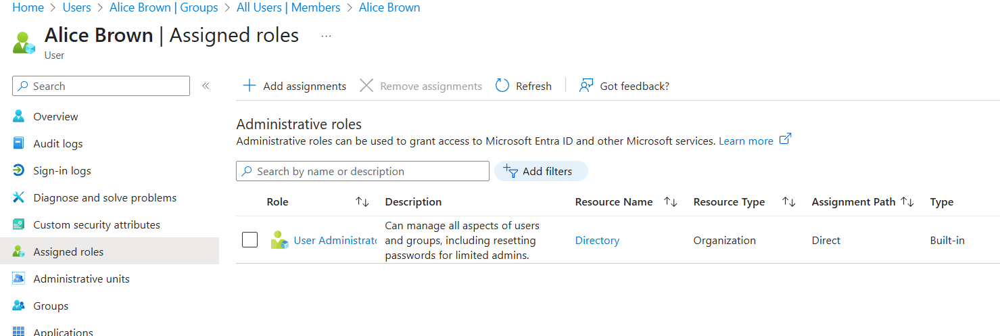 Home > Users > Alice Brown | Groups > All Users | Members > Alice Brown
Alice Brown | Assigned roles ...
User
Search «
Add assignments Remove assignments Refresh Got feedback?
Overview
Audit logs
Sign-in logs
Diagnose and solve problems
Custom security attributes
Assigned roles
Administrative units
Groups
Applications
Administrative roles
Administrative roles can be used to grant access to Microsoft Entra ID and other Microsoft services. Learn more
Search by name or description Add filters
Role Description Resource Name Resource Type Assignment Path Type
User Administrato Can manage all aspects of users
and groups, including resetting
passwords for limited admins.
Directory Organization Direct Built-in